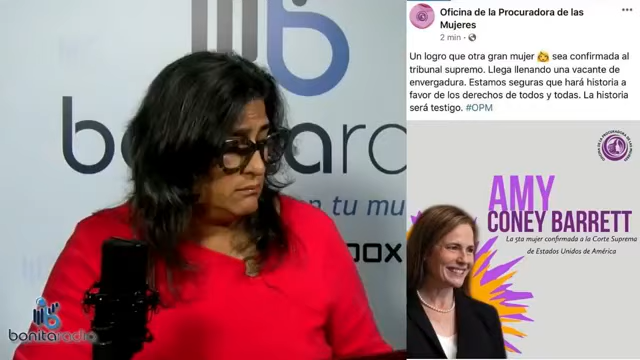 Oficina de la Procuradora de las
Mujeres
2 min
Un logro que otra gran mujer sea confirmada al
tribunal supremo. Llega llenando una vacante de
envergadura. Estamos seguras que hará historia a
favor de los derechos de todos y todas. La historia
será testigo. #OPM
AMY
CONEY BARRETT
La 5ta mujer confirmada a la Corte Suprema
de Estados Unidos de América
bonita rad
n tu mu
box
bonitaradio